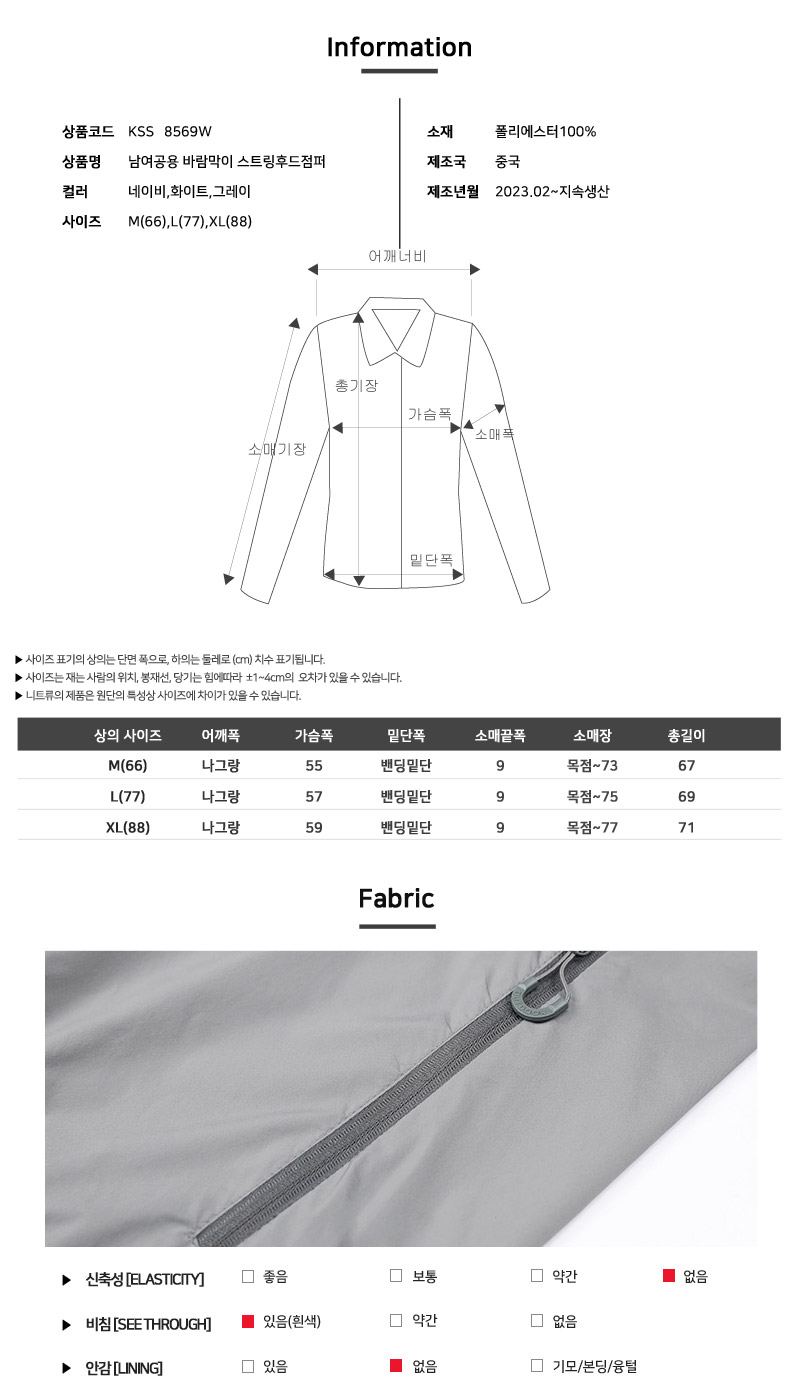 Information
상품코드 KSS 8569W
상품명 남여공용 바람막이 스트링후드점퍼
컬러 네이비,화이트,그레이
사이즈 M(66),L(77),XL(88)
소재 폴리에스터100%
제조국 중국
제조년월 2023.02~지속생산
어깨너비
총기장
가슴폭
소매폭
소매기장
밑단폭
▶ 사이즈 표기의 상의는 단면 폭으로, 하의는 둘레로 (cm) 치수 표기됩니다.
▶ 사이즈는 재는 사람의 위치, 봉재선, 당기는 힘에따라 ±1~4cm의 오차가 있을 수 있습니다.
▶ 니트류의 제품은 원단의 특성상 사이즈에 차이가 있을 수 있습니다.
상의 사이즈 어깨폭 가슴폭 밑단폭 소매끝폭 소매장 총길이
M(66) 나그랑 55 밴딩밑단 9 목점~73 67
L(77) 나그랑 57 밴딩밑단 9 목점~75 69
XL(88) 나그랑 59 밴딩밑단 9 목점~77 71
Fabric
▶ 신축성 [ELASTICITY] 좋음 보통 약간 없음
▶ 비침 [SEE THROUGH] 있음(흰색) 약간 없음
▶ 안감 [LINING] 있음 없음 기모/본딩/융털